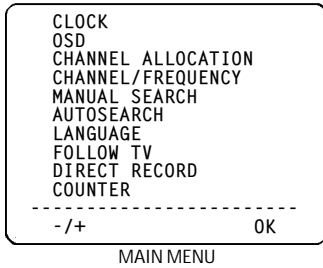 CLOCK
OSD
CHANNEL ALLOCATION
CHANNEL/FREQUENCY
MANUAL SEARCH
AUTOSEARCH
LANGUAGE
FOLLOW TV
DIRECT RECORD
COUNTER
------------------------
-/+ OK
MAIN MENU